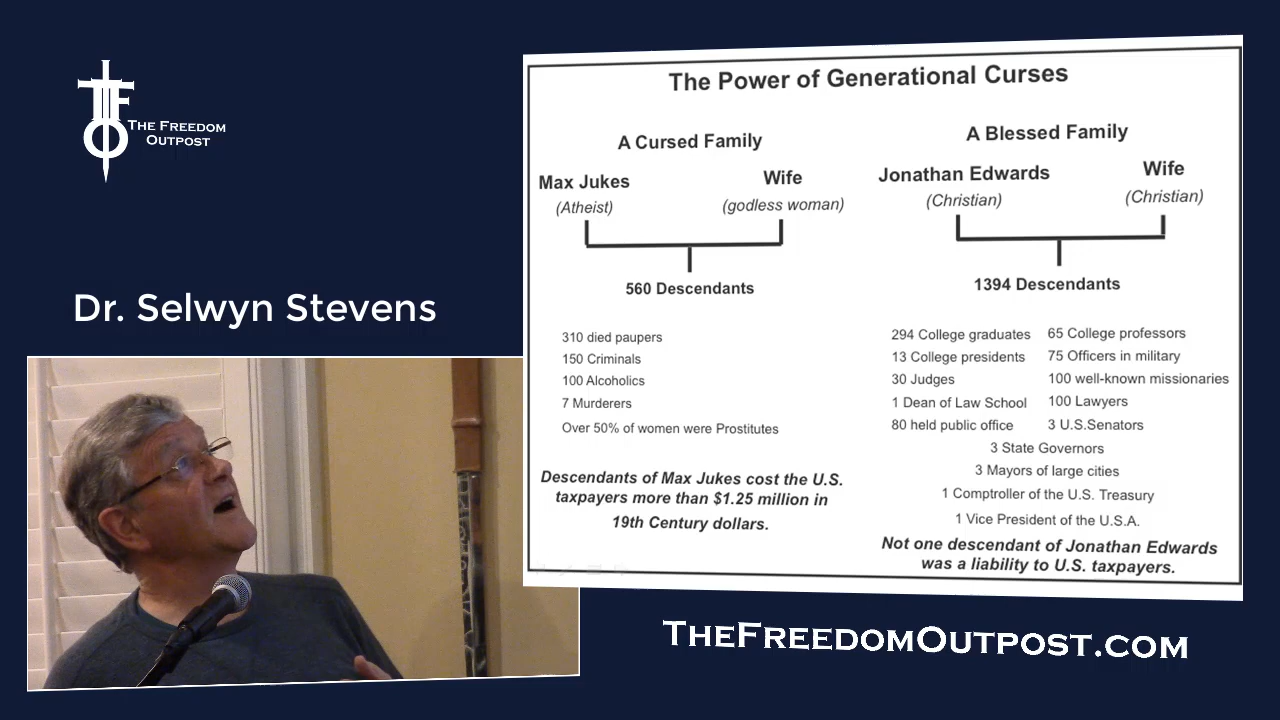 THE FREEDOM
OUTPOST
Dr. Selwyn Stevens
The Power of Generational Curses
A Cursed Family
Max Jukes
(Atheist)
Wife
(godless woman)
560 Descendants
310 died paupers
150 Criminals
100 Alcoholics
7 Murderers
Over 50% of women were Prostitutes
Descendants of Max Jukes cost the U.S.
taxpayers more than $1.25 million in
19th Century dollars.
A Blessed Family
Jonathan Edwards
(Christian)
Wife
(Christian)
1394 Descendants
294 College graduates
13 College presidents
30 Judges
1 Dean of Law School
80 held public office
65 College professors
75 Officers in military
100 well-known missionaries
100 Lawyers
3 U.S.Senators
3 State Governors
3 Mayors of large cities
1 Comptroller of the U.S. Treasury
1 Vice President of the U.S.A.
Not one descendant of Jonathan Edwards
was a liability to U.S. taxpayers.
THEFREEDOMOUTPOST.COM